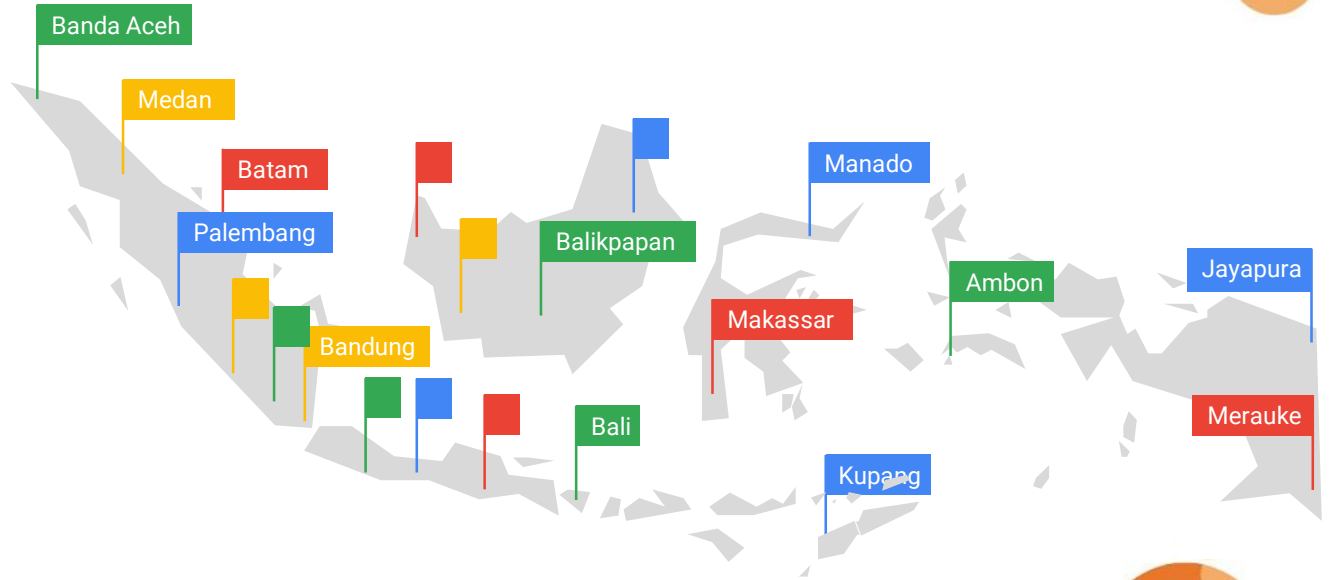 Banda Aceh
Medan
Batam
Manado
Palembang
Balikpapan
Jayapura
Ambon
Makassar
Bandung
Merauke
Bali
Kupang